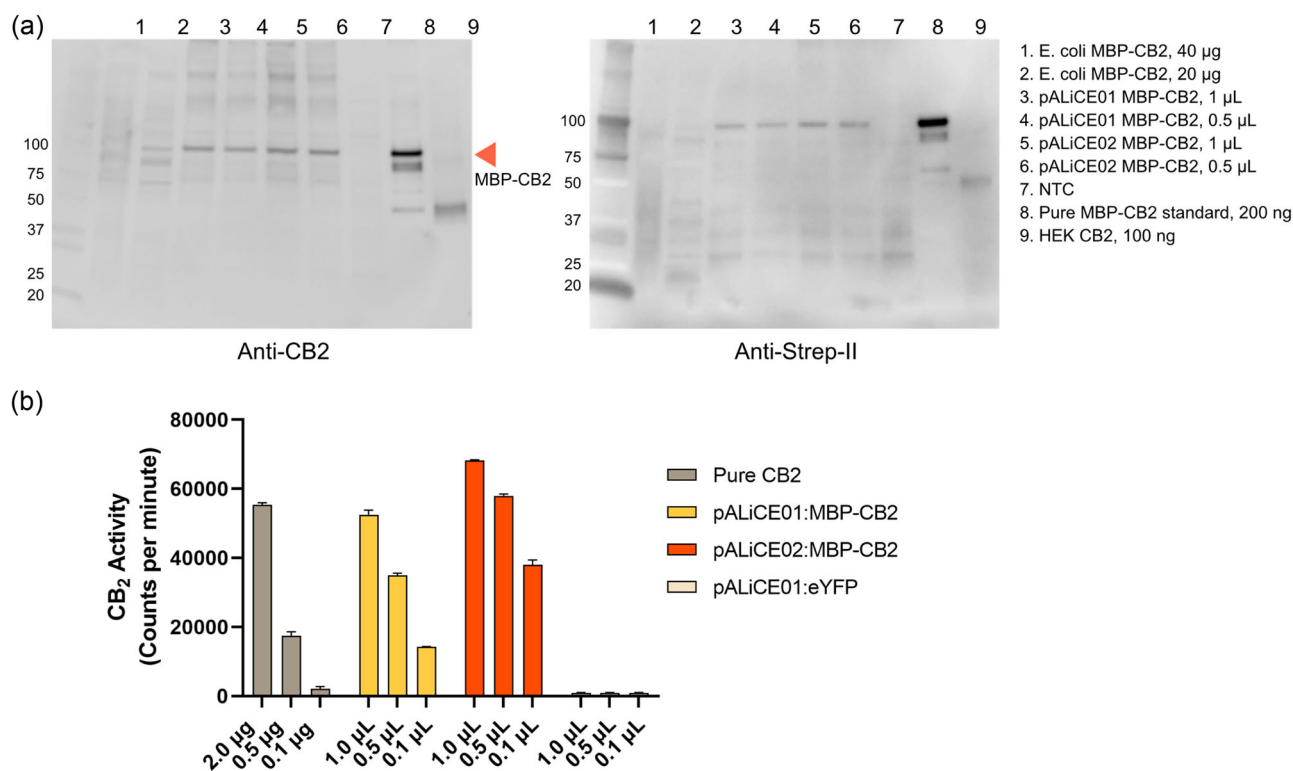 (a)
1 2 3 4 5 6 7 8 9
100
75
50
37
25
20
MBP-CB2
Anti-CB2
1 2 3 4 5 6 7 8 9
100
75
50
37
25
20
Anti-Strep-II
1. E. coli MBP-CB2, 40 µg
2. E. coli MBP-CB2, 20 µg
3. pALiCE01 MBP-CB2, 1 µL
4. pALiCE01 MBP-CB2, 0.5 µL
5. pALiCE02 MBP-CB2, 1 µL
6. pALiCE02 MBP-CB2, 0.5 µL
7. NTC
8. Pure MBP-CB2 standard, 200 ng
9. HEK CB2, 100 ng
(b)
CB₂ Activity
(Counts per minute)
80000
60000
40000
20000
0
2.0 µg
0.5 µg
0.1 µg
1.0 µL
0.5 µL
0.1 µL
1.0 µL
0.5 µL
0.1 µL
1.0 µL
0.5 µL
0.1 µL
Pure CB2
pALiCE01:MBP-CB2
pALiCE02:MBP-CB2
pALiCE01:eYFP